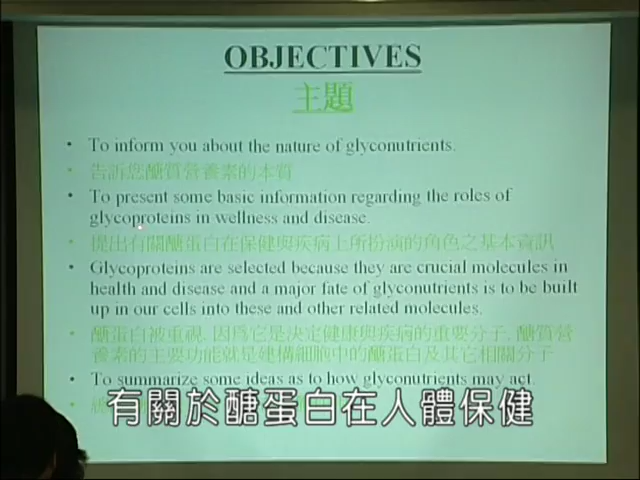 OBJECTIVES
主題
• To inform you about the nature of glyconutrients.
• 告訴您醣質營養素的本質
• To present some basic information regarding the roles of
glycoproteins in wellness and disease.
• 提出有關醣蛋白在保健與疾病上所扮演的角色之基本資訊
• Glycoproteins are selected because they are crucial molecules in
health and disease and a major fate of glyconutrients is to be built
up in our cells into these and other related molecules.
• 醣蛋白被重視, 因爲它是決定健康與疾病的重要分子, 醣質營
養素的主要功能就是建構細胞中的醣蛋白及其它相關分子
• To summarize some ideas as to how glyconutrients may act.
有關於醣蛋白在人體保健